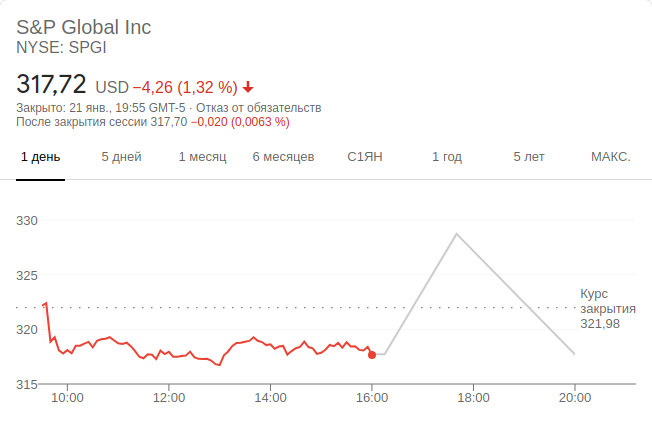 S&P Global Inc
NYSE: SPGI
317,72 USD −4,26 (1,32 %)
Закрыто: 21 янв., 19:55 GMT-5 · Отказ от обязательств
После закрытия сессии 317,70 −0,020 (0,0063 %)
1 день 5 дней 1 месяц 6 месяцев С1ЯН 1 год 5 лет МАКС.
330
325
320
315
Курс
закрытия
321,98
10:00 12:00 14:00 16:00 18:00 20:00